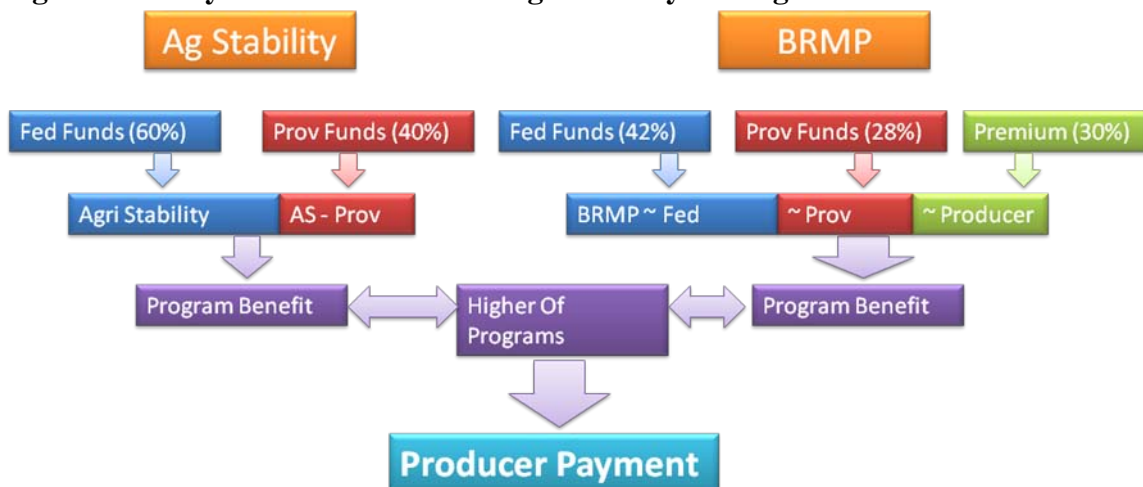 Ag Stability
BRMP
Fed Funds (60%)
Prov Funds (40%)
Fed Funds (42%)
Prov Funds (28%)
Premium (30%)
Agri Stability
AS - Prov
BRMP ~ Fed
~ Prov
~ Producer
Program Benefit
Higher Of
Programs
Program Benefit
Producer Payment